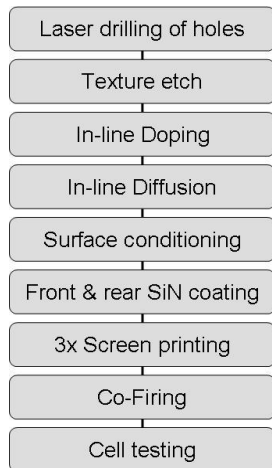 Laser drilling of holes
Texture etch
In-line Doping
In-line Diffusion
Surface conditioning
Front & rear SiN coating
3x Screen printing
Co-Firing
Cell testing